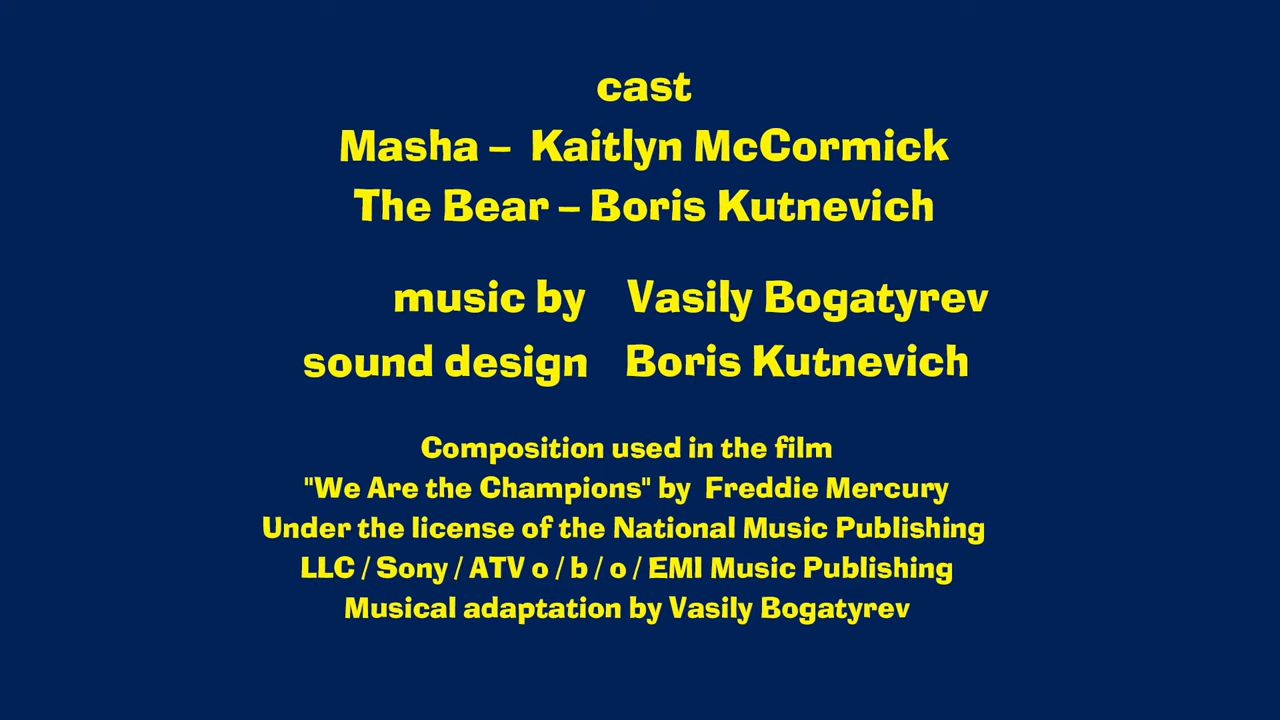 cast
Masha – Kaitlyn McCormick
The Bear – Boris Kutnevich
music by Vasily Bogatyrev
sound design Boris Kutnevich
Composition used in the film
"We Are the Champions" by Freddie Mercury
Under the license of the National Music Publishing
LLC / Sony / ATV o / b / o / EMI Music Publishing
Musical adaptation by Vasily Bogatyrev